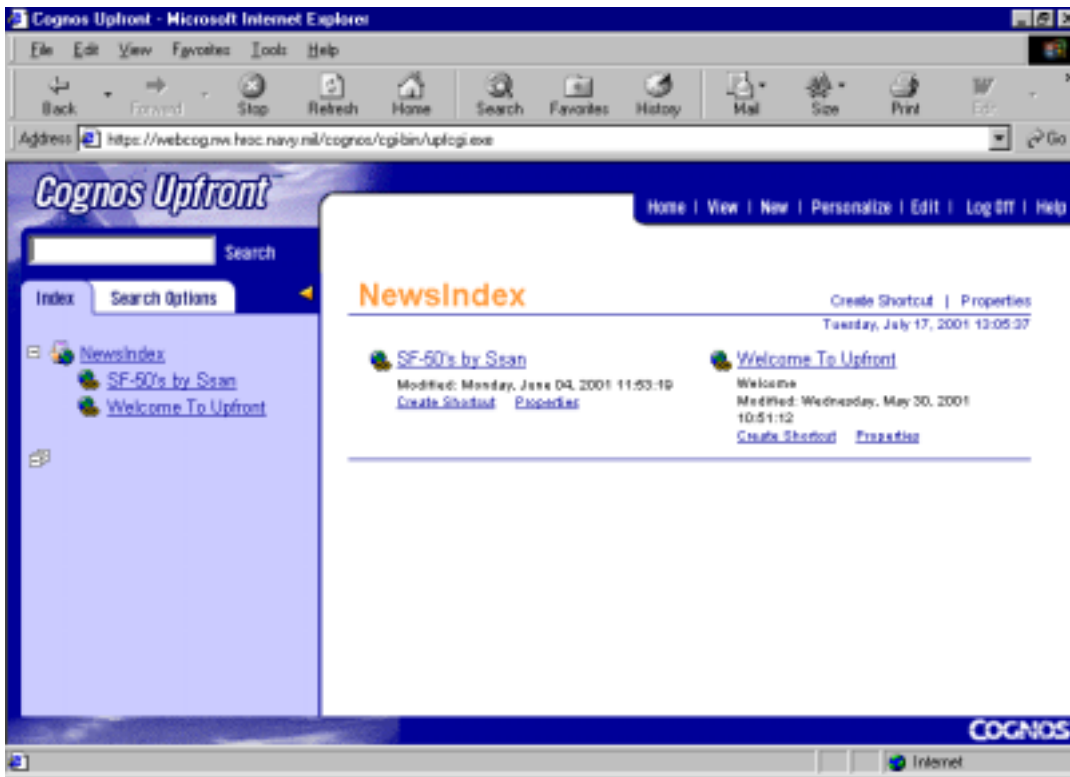 Cognos Upfront - Microsoft Internet Explorer
File Edit View Favorites Tools Help
Back Forward Stop Refresh Home Search Favorites History Mail Size Print Edit
Address https://webcog.nw.hroc.navy.mil/cognos/cgi-bin/upfcgi.exe Go
Cognos Upfront
Home | View | New | Personalize | Edit | Log Off | Help
Search
Index Search Options
NewsIndex
Create Shortcut | Properties
Tuesday, July 17, 2001 13:05:37
NewsIndex
SF-50's by Ssan
Welcome To Upfront
SF-50's by Ssan
Modified: Monday, June 04, 2001 11:53:19
Create Shortcut Properties
Welcome To Upfront
Welcome
Modified: Wednesday, May 30, 2001
10:51:12
Create Shortcut Properties
COGNOS
Internet